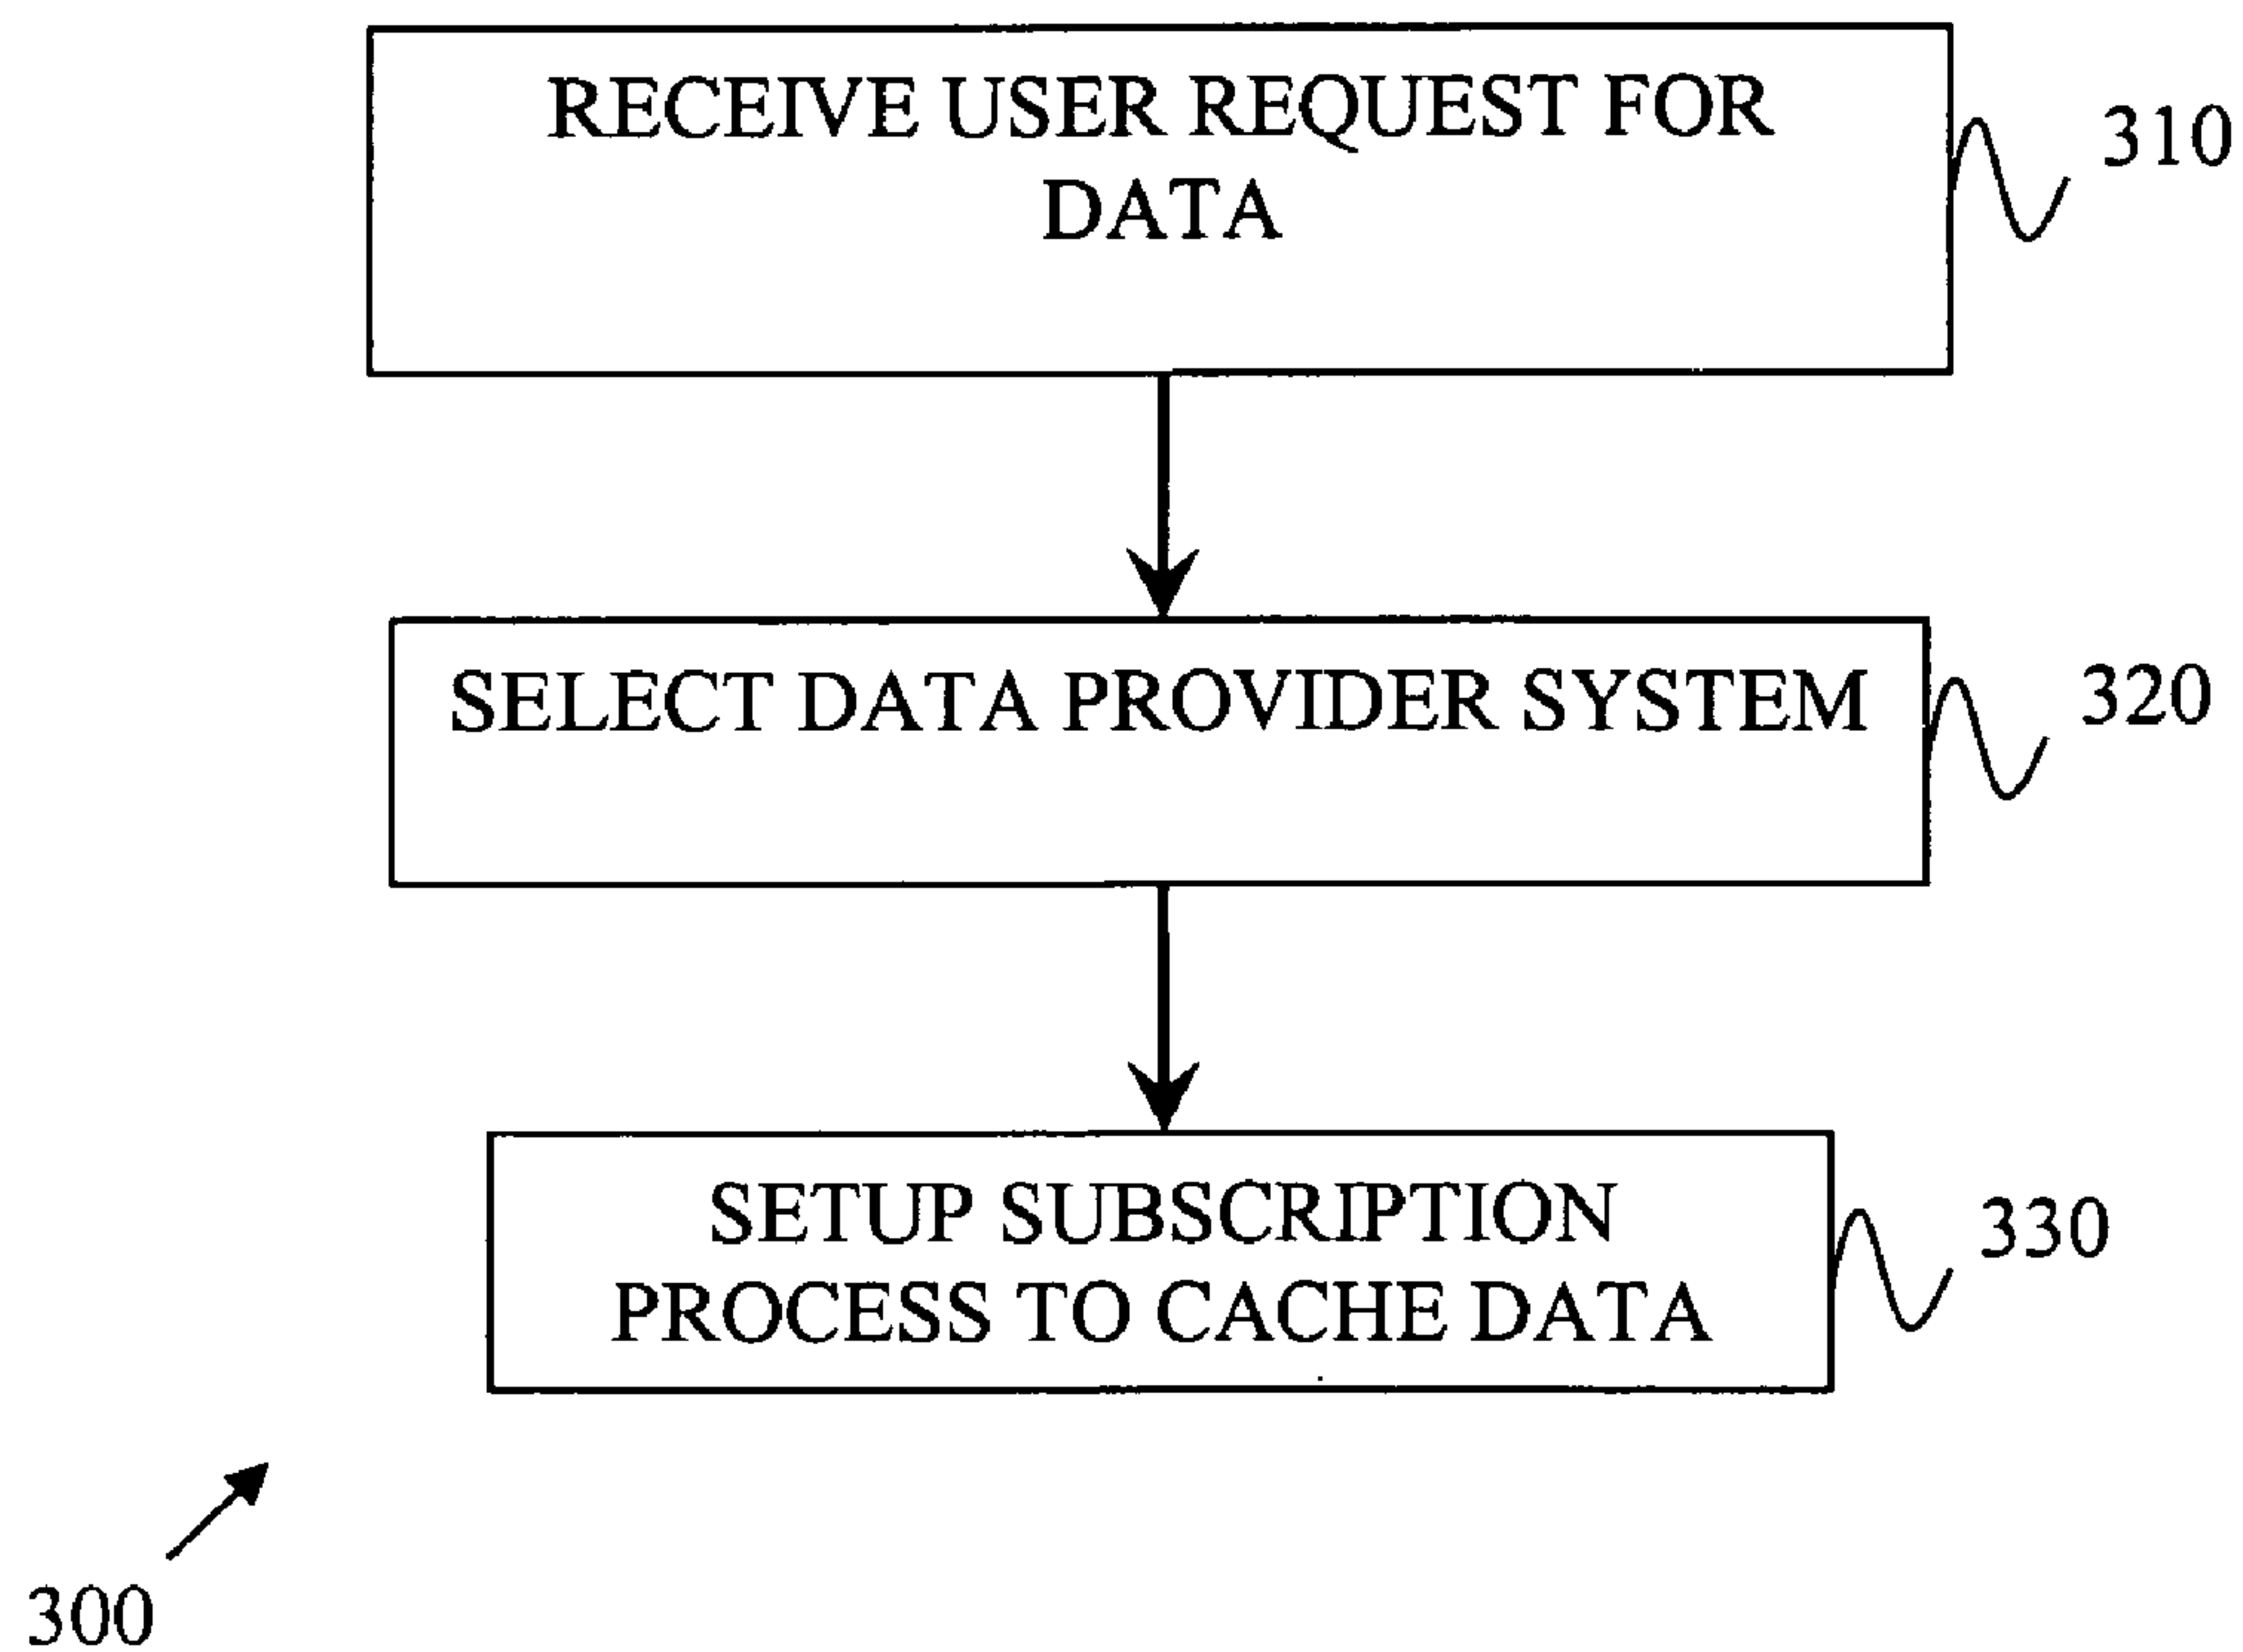 RECEIVE USER REQUEST FOR
DATA
310
SELECT DATA PROVIDER SYSTEM
320
SETUP SUBSCRIPTION
PROCESS TO CACHE DATA
330
300